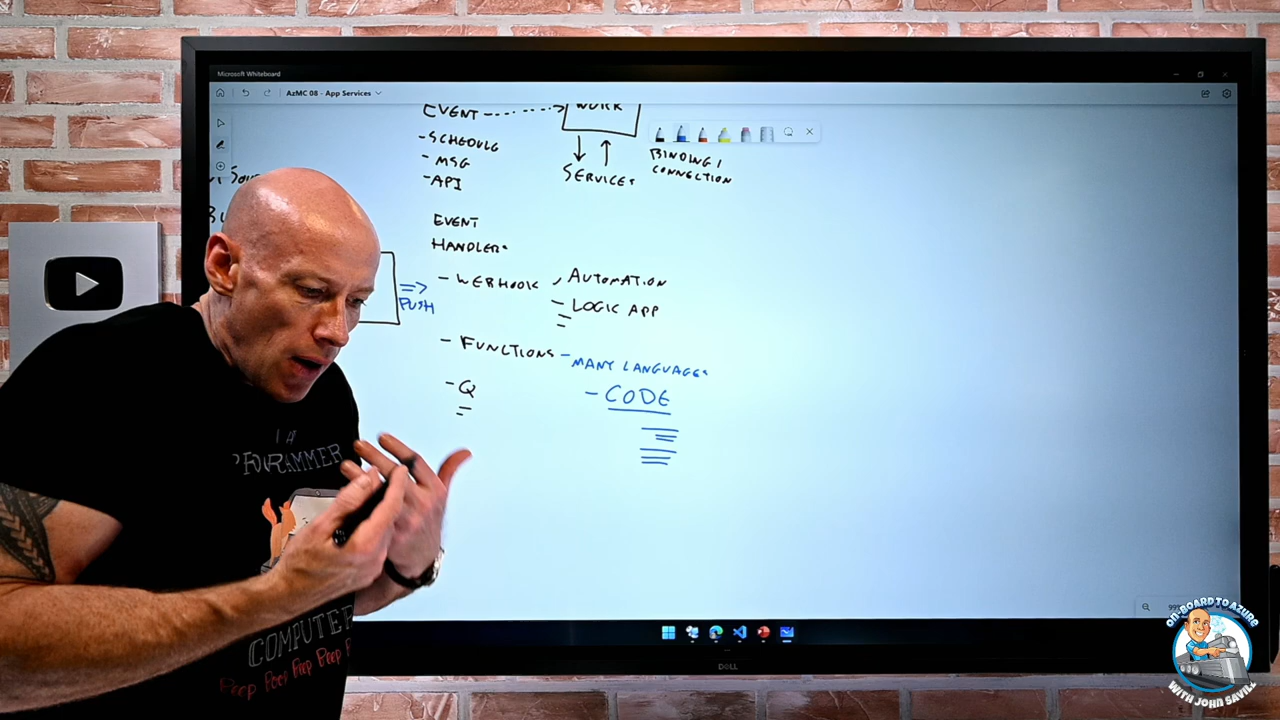 Microsoft Whiteboard
AzMC 08 - App Services
EVENT
WORK
- SCHEDULE
- MSG
- API
SERVICES
BINDING /
CONNECTION
EVENT
HANDLERS
- WEBHOOK
- AUTOMATION
- LOGIC APP
PUSH
- FUNCTIONS
- MANY LANGUAGES
- Q
- CODE
I AM
PROGRAMMER
COMPUTER
Beep Boop Beep Boop
DELL
ON-BOARD TO AZURE
WITH JOHN SAVILL